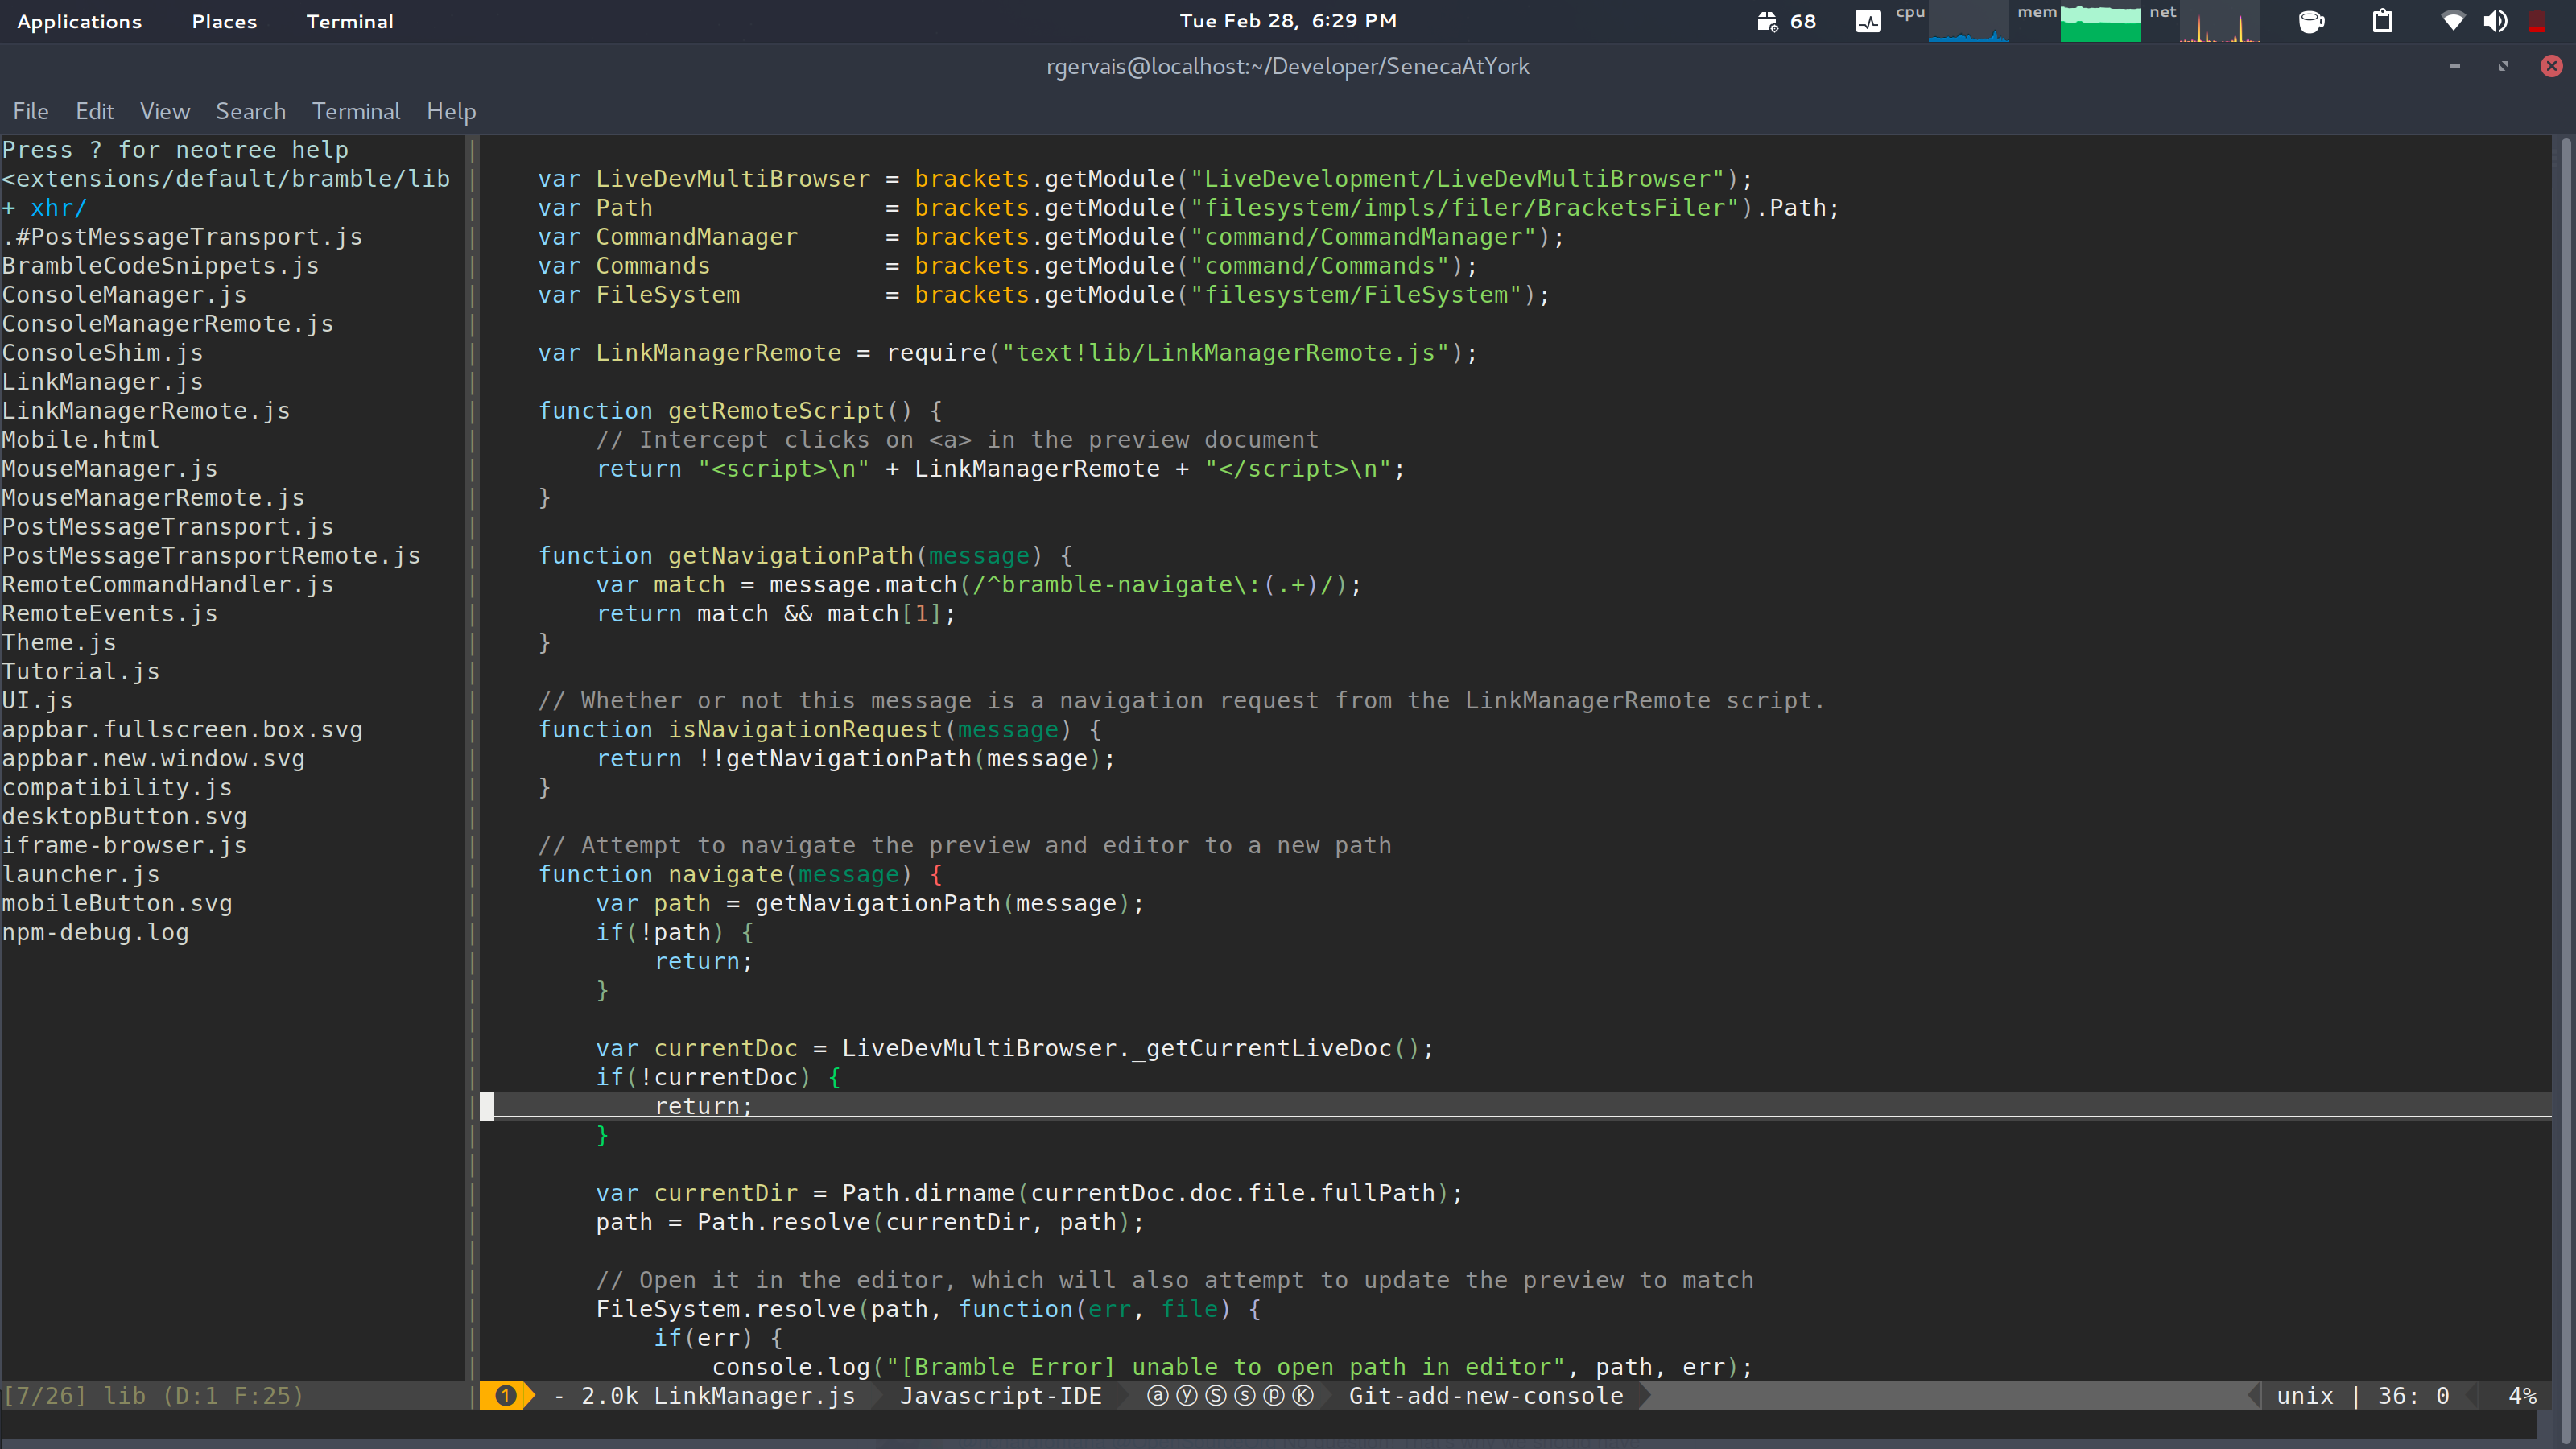 Applications Places Terminal Tue Feb 28, 6:29 PM 68 cpu mem net
rgervais@localhost:~/Developer/SenecaAtYork
File Edit View Search Terminal Help
Press ? for neotree help
<extensions/default/bramble/lib
+ xhr/
.#PostMessageTransport.js
BrambleCodeSnippets.js
ConsoleManager.js
ConsoleManagerRemote.js
ConsoleShim.js
LinkManager.js
LinkManagerRemote.js
Mobile.html
MouseManager.js
MouseManagerRemote.js
PostMessageTransport.js
PostMessageTransportRemote.js
RemoteCommandHandler.js
RemoteEvents.js
Theme.js
Tutorial.js
UI.js
appbar.fullscreen.box.svg
appbar.new.window.svg
compatibility.js
desktopButton.svg
iframe-browser.js
launcher.js
mobileButton.svg
npm-debug.log
[7/26] lib (D:1 F:25)
var LiveDevMultiBrowser = brackets.getModule("LiveDevelopment/LiveDevMultiBrowser");
var Path                = brackets.getModule("filesystem/impls/filer/BracketsFiler").Path;
var CommandManager      = brackets.getModule("command/CommandManager");
var Commands            = brackets.getModule("command/Commands");
var FileSystem          = brackets.getModule("filesystem/FileSystem");
var LinkManagerRemote = require("text!lib/LinkManagerRemote.js");
function getRemoteScript() {
    // Intercept clicks on <a> in the preview document
    return "<script>\n" + LinkManagerRemote + "</script>\n";
}
function getNavigationPath(message) {
    var match = message.match(/^bramble-navigate\:(.+)/);
    return match && match[1];
}
// Whether or not this message is a navigation request from the LinkManagerRemote script.
function isNavigationRequest(message) {
    return !!getNavigationPath(message);
}
// Attempt to navigate the preview and editor to a new path
function navigate(message) {
    var path = getNavigationPath(message);
    if(!path) {
        return;
    }
    var currentDoc = LiveDevMultiBrowser._getCurrentLiveDoc();
    if(!currentDoc) {
        return;
    }
    var currentDir = Path.dirname(currentDoc.doc.file.fullPath);
    path = Path.resolve(currentDir, path);
    // Open it in the editor, which will also attempt to update the preview to match
    FileSystem.resolve(path, function(err, file) {
        if(err) {
            console.log("[Bramble Error] unable to open path in editor", path, err);
❶ - 2.0k LinkManager.js Javascript-IDE ⓐⓨⓈⓢⓟⓀ Git-add-new-console unix | 36: 0 4%